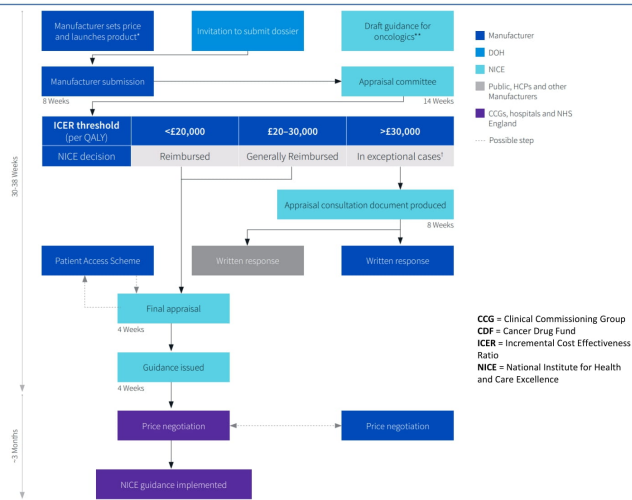 Manufacturer sets price
and launches product*
Invitation to submit dossier
Draft guidance for
oncologics**
Manufacturer
DOH
NICE
Public, HCPs and other
Manufacturers
CCGs, hospitals and NHS
England
Possible step
Manufacturer submission
Appraisal committee
8 Weeks
14 Weeks
ICER threshold
(per QALY)
<£20,000
£20–30,000
>£30,000
NICE decision
Reimbursed
Generally Reimbursed
In exceptional cases†
30-38 Weeks
Appraisal consultation document produced
8 Weeks
Patient Access Scheme
Written response
Written response
Final appraisal
4 Weeks
Guidance issued
4 Weeks
CCG = Clinical Commissioning Group
CDF = Cancer Drug Fund
ICER = Incremental Cost Effectiveness
Ratio
NICE = National Institute for Health
and Care Excellence
~3 Months
Price negotiation
Price negotiation
NICE guidance implemented